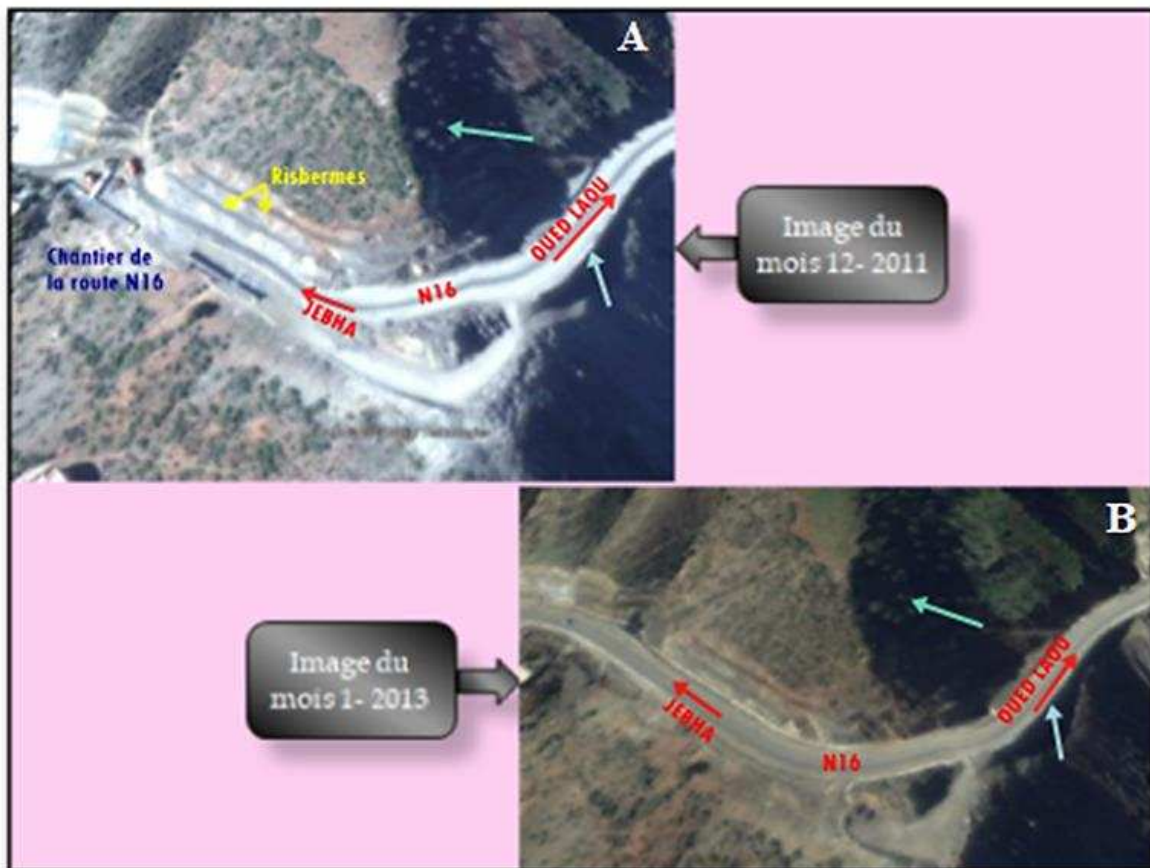 A
Risbermes
Chantier de
la route N16
OUED LAOU
N16
JEBHA
Image du
mois 12- 2011
B
Image du
mois 1- 2013
OUED LAOU
JEBHA
N16